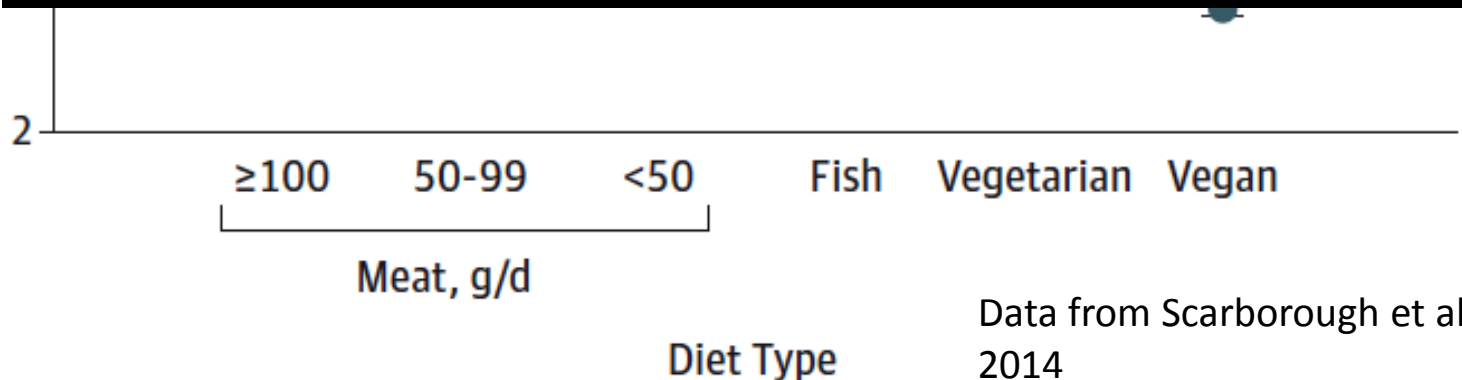 2
≥100 50-99 <50 Fish Vegetarian Vegan
Meat, g/d
Data from Scarborough et al
Diet Type
2014